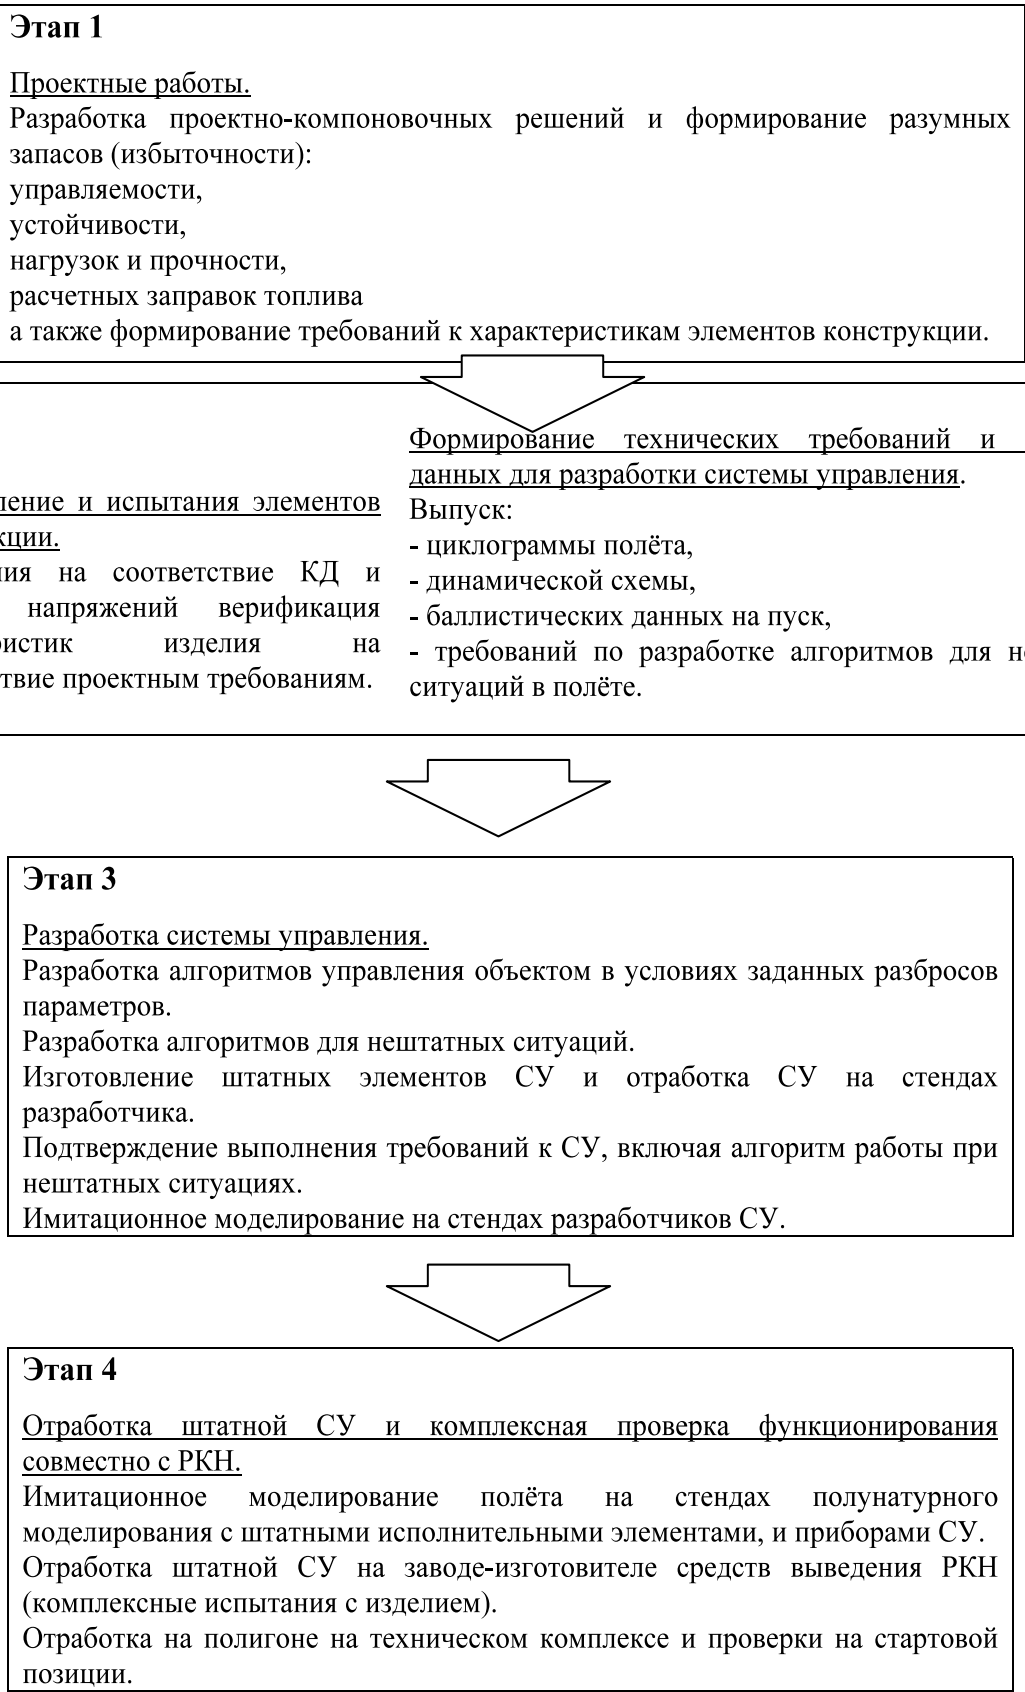 Этап 1
Проектные работы.
Разработка проектно-компоновочных решений и формирование разумных
запасов (избыточности):
управляемости,
устойчивости,
нагрузок и прочности,
расчетных заправок топлива
а также формирование требований к характеристикам элементов конструкции.
и испытания элементов
на соответствие КД и
напряжений верификация
изделия на
проектным требованиям.
Формирование технических требований и
данных для разработки системы управления.
Выпуск:
- циклограммы полёта,
- динамической схемы,
- баллистических данных на пуск,
- требований по разработке алгоритмов для
ситуаций в полёте.
Этап 3
Разработка системы управления.
Разработка алгоритмов управления объектом в условиях заданных разбросов
параметров.
Разработка алгоритмов для нештатных ситуаций.
Изготовление штатных элементов СУ и отработка СУ на стендах
разработчика.
Подтверждение выполнения требований к СУ, включая алгоритм работы при
нештатных ситуациях.
Имитационное моделирование на стендах разработчиков СУ.
Этап 4
Отработка штатной СУ и комплексная проверка функционирования
совместно с РКН.
Имитационное моделирование полёта на стендах полунатурного
моделирования с штатными исполнительными элементами, и приборами СУ.
Отработка штатной СУ на заводе-изготовителе средств выведения РКН
(комплексные испытания с изделием).
Отработка на полигоне на техническом комплексе и проверки на стартовой
позиции.